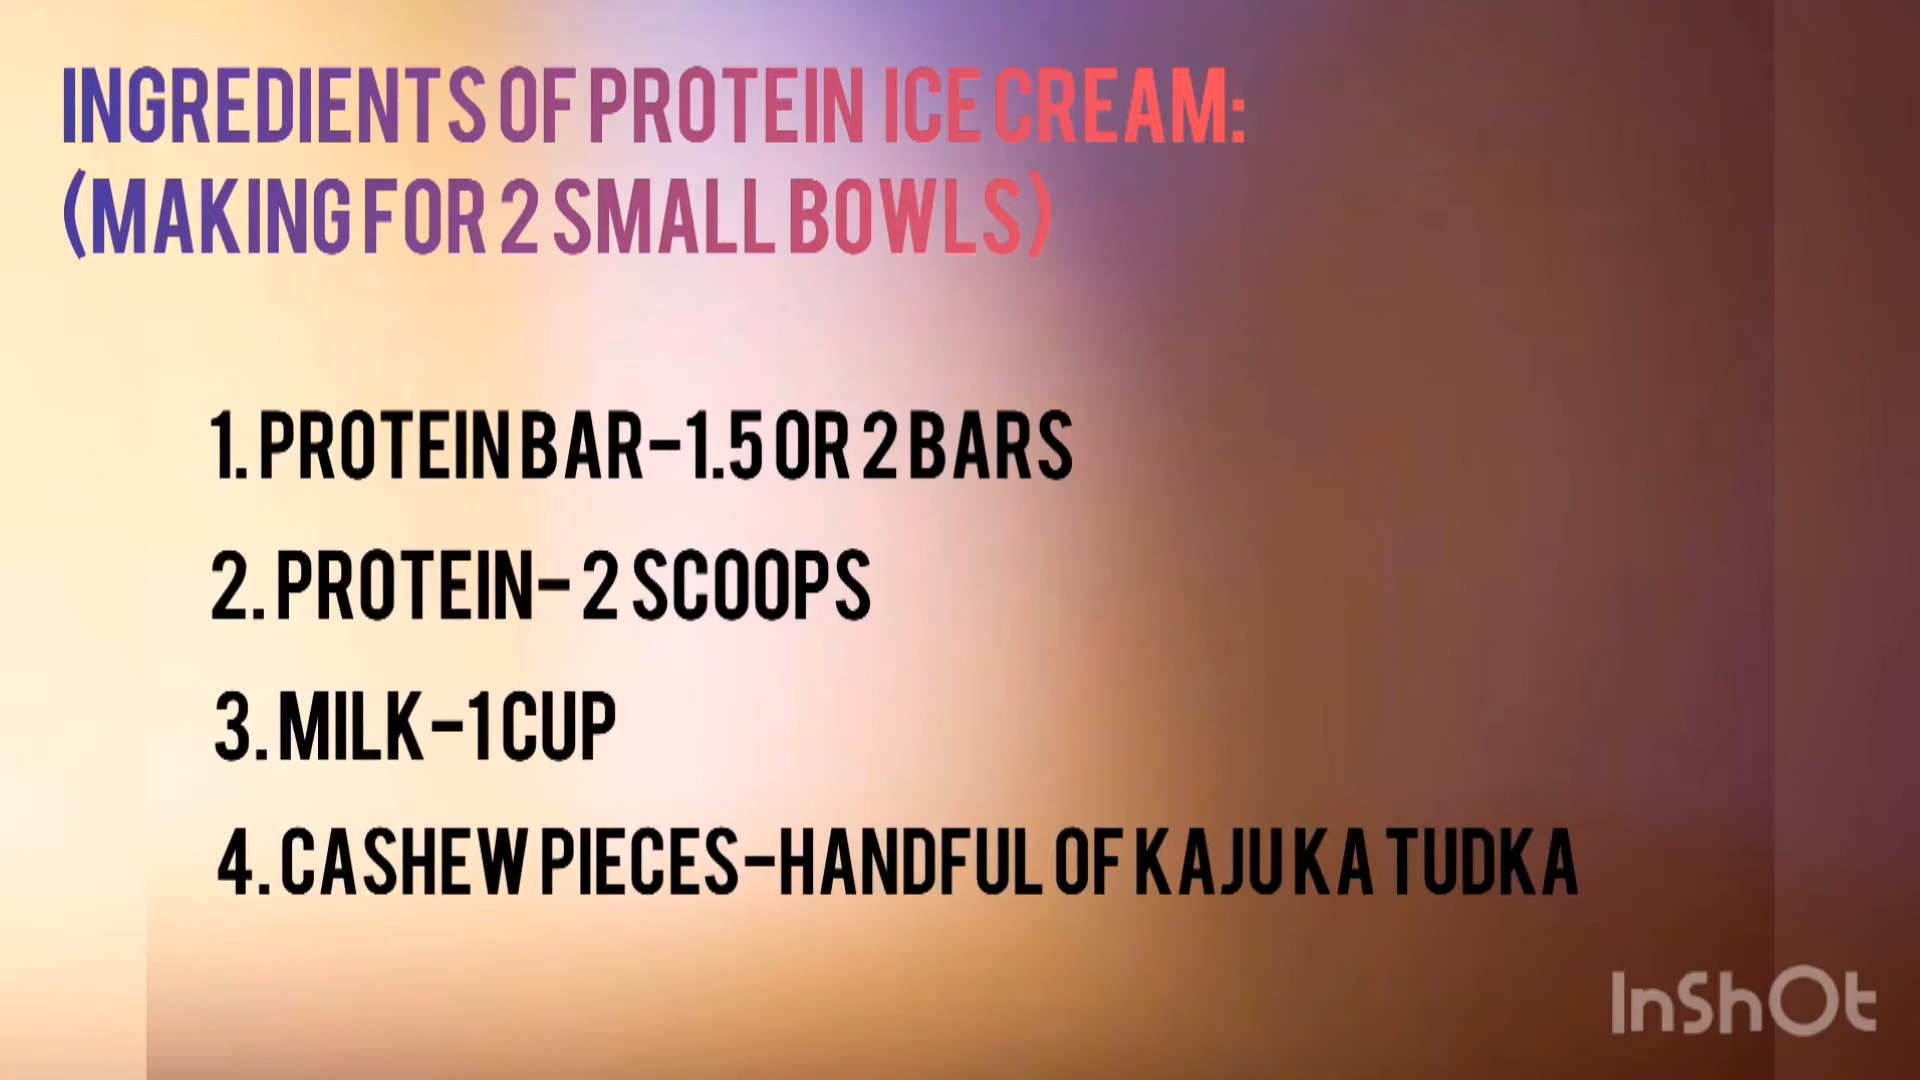 INGREDIENTS OF PROTEIN ICE CREAM:
(MAKING FOR 2 SMALL BOWLS)
1. PROTEIN BAR-1.5 OR 2 BARS
2. PROTEIN- 2 SCOOPS
3. MILK-1 CUP
4. CASHEW PIECES-HANDFUL OF KAJU KA TUDKA
InShOt